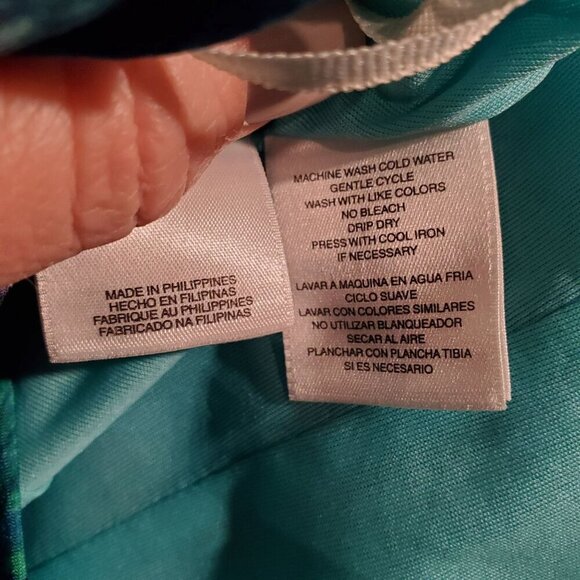 MADE IN PHILIPPINES
HECHO EN FILIPINAS
FABRIQUE AU PHILIPPINES
FABRICADO NA FILIPINAS
MACHINE WASH COLD WATER
GENTLE CYCLE
WASH WITH LIKE COLORS
NO BLEACH
DRIP DRY
PRESS WITH COOL IRON
IF NECESSARY
LAVAR A MAQUINA EN AGUA FRIA
CICLO SUAVE
LAVAR CON COLORES SIMILARES
NO UTILIZAR BLANQUEADOR
SECAR AL AIRE
PLANCHAR CON PLANCHA TIBIA
SI ES NECESARIO